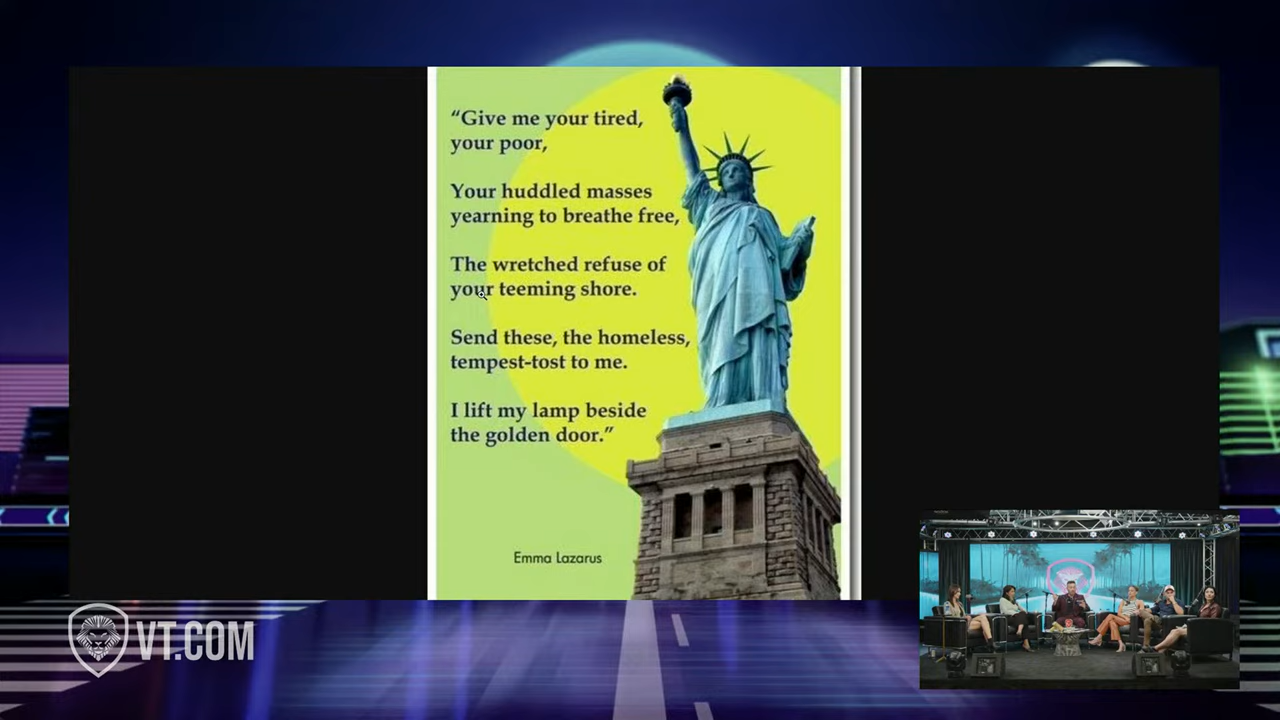 “Give me your tired,
your poor,
Your huddled masses
yearning to breathe free,
The wretched refuse of
your teeming shore.
Send these, the homeless,
tempest-tost to me.
I lift my lamp beside
the golden door.”
Emma Lazarus
VT.COM